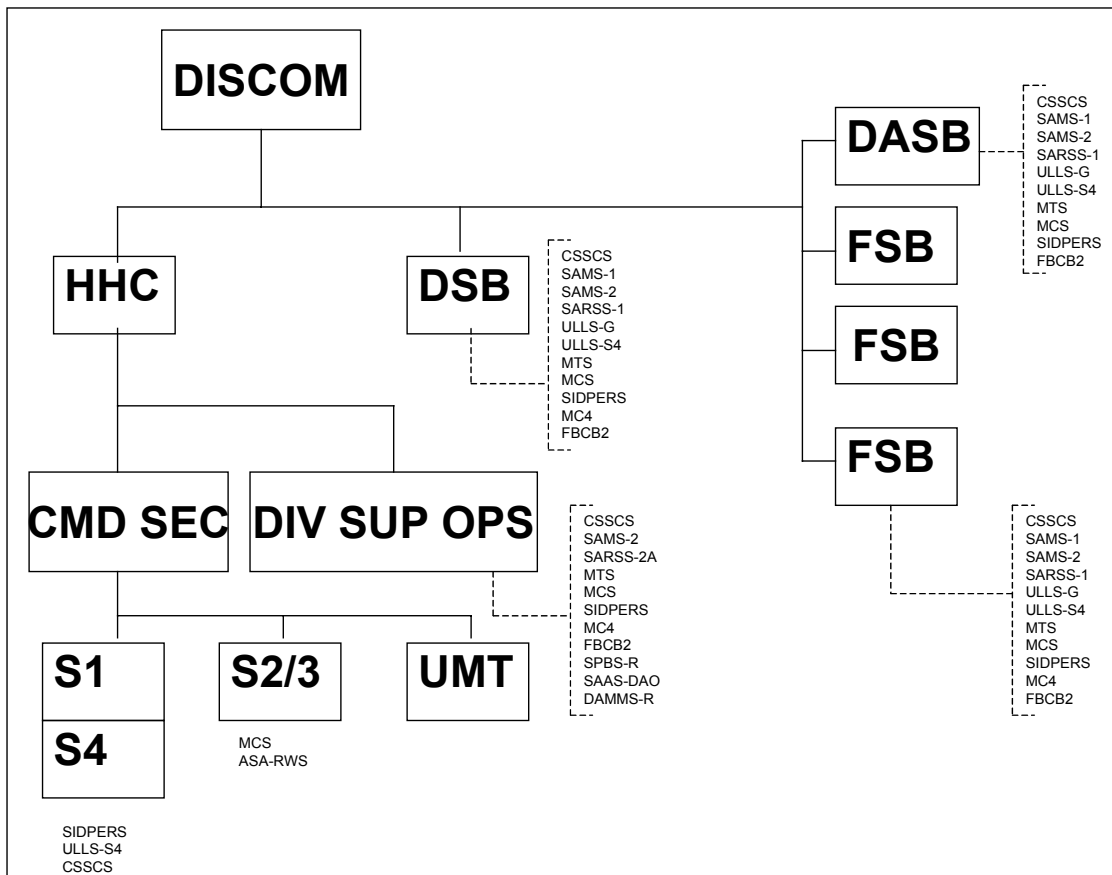 DISCOM
DASB
CSSCS
SAMS-1
SAMS-2
SARSS-1
ULLS-G
ULLS-S4
MTS
MCS
SIDPERS
FBCB2
FSB
FSB
FSB
CSSCS
SAMS-1
SAMS-2
SARSS-1
ULLS-G
ULLS-S4
MTS
MCS
SIDPERS
MC4
FBCB2
HHC
DSB
CSSCS
SAMS-1
SAMS-2
SARSS-1
ULLS-G
ULLS-S4
MTS
MCS
SIDPERS
MC4
FBCB2
CMD SEC
DIV SUP OPS
CSSCS
SAMS-2
SARSS-2A
MTS
MCS
SIDPERS
MC4
FBCB2
SPBS-R
SAAS-DAO
DAMMS-R
S1
S4
SIDPERS
ULLS-S4
CSSCS
S2/3
MCS
ASA-RWS
UMT